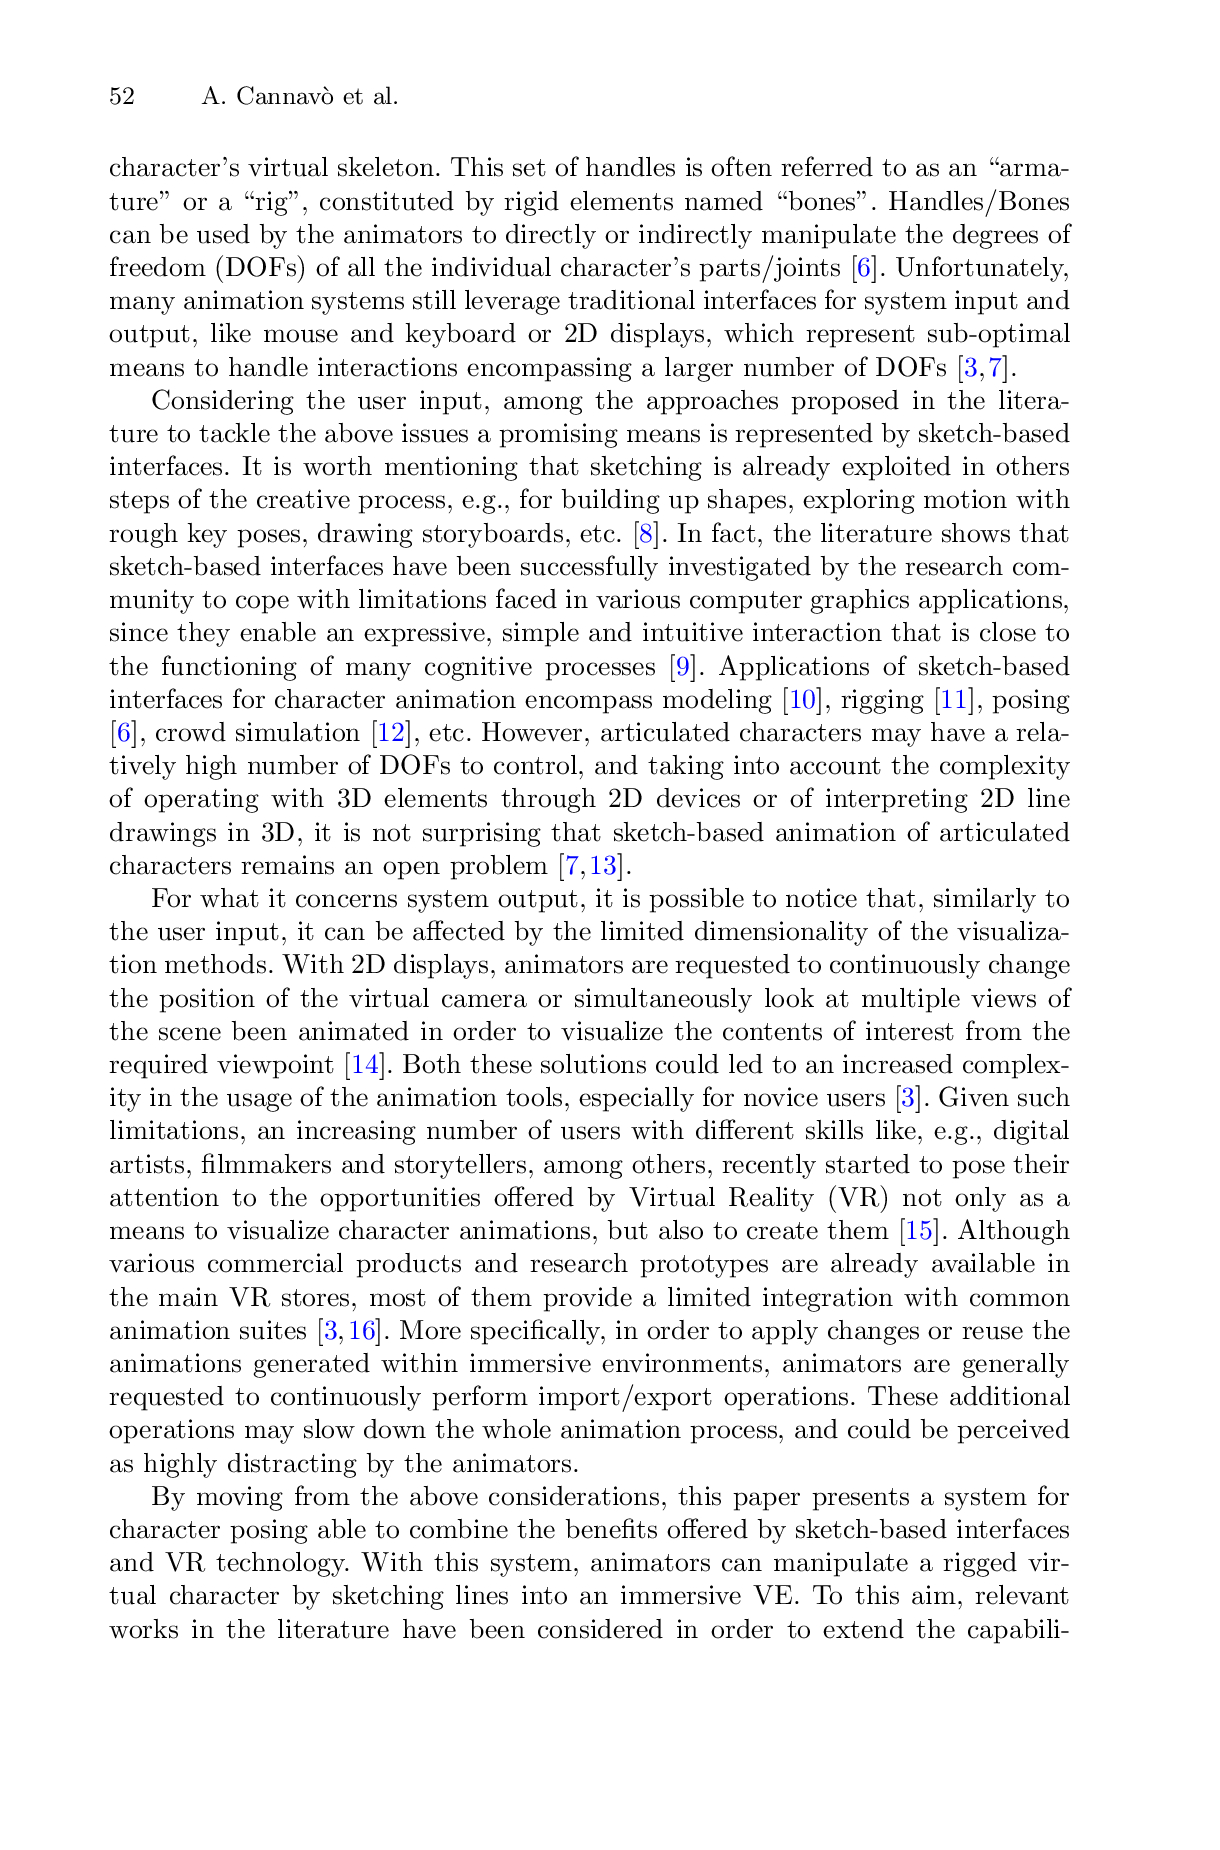 52 A. Cannavò et al.
character's virtual skeleton. This set of handles is often referred to as an “arma-
ture” or a “rig”, constituted by rigid elements named “bones”. Handles/Bones
can be used by the animators to directly or indirectly manipulate the degrees of
freedom (DOFs) of all the individual character's parts/joints [6]. Unfortunately,
many animation systems still leverage traditional interfaces for system input and
output, like mouse and keyboard or 2D displays, which represent sub-optimal
means to handle interactions encompassing a larger number of DOFs [3,7].
Considering the user input, among the approaches proposed in the litera-
ture to tackle the above issues a promising means is represented by sketch-based
interfaces. It is worth mentioning that sketching is already exploited in others
steps of the creative process, e.g., for building up shapes, exploring motion with
rough key poses, drawing storyboards, etc. [8]. In fact, the literature shows that
sketch-based interfaces have been successfully investigated by the research com-
munity to cope with limitations faced in various computer graphics applications,
since they enable an expressive, simple and intuitive interaction that is close to
the functioning of many cognitive processes [9]. Applications of sketch-based
interfaces for character animation encompass modeling [10], rigging [11], posing
[6], crowd simulation [12], etc. However, articulated characters may have a rela-
tively high number of DOFs to control, and taking into account the complexity
of operating with 3D elements through 2D devices or of interpreting 2D line
drawings in 3D, it is not surprising that sketch-based animation of articulated
characters remains an open problem [7,13].
For what it concerns system output, it is possible to notice that, similarly to
the user input, it can be affected by the limited dimensionality of the visualiza-
tion methods. With 2D displays, animators are requested to continuously change
the position of the virtual camera or simultaneously look at multiple views of
the scene been animated in order to visualize the contents of interest from the
required viewpoint [14]. Both these solutions could led to an increased complex-
ity in the usage of the animation tools, especially for novice users [3]. Given such
limitations, an increasing number of users with different skills like, e.g., digital
artists, filmmakers and storytellers, among others, recently started to pose their
attention to the opportunities offered by Virtual Reality (VR) not only as a
means to visualize character animations, but also to create them [15]. Although
various commercial products and research prototypes are already available in
the main VR stores, most of them provide a limited integration with common
animation suites [3,16]. More specifically, in order to apply changes or reuse the
animations generated within immersive environments, animators are generally
requested to continuously perform import/export operations. These additional
operations may slow down the whole animation process, and could be perceived
as highly distracting by the animators.
By moving from the above considerations, this paper presents a system for
character posing able to combine the benefits offered by sketch-based interfaces
and VR technology. With this system, animators can manipulate a rigged vir-
tual character by sketching lines into an immersive VE. To this aim, relevant
works in the literature have been considered in order to extend the capabili-